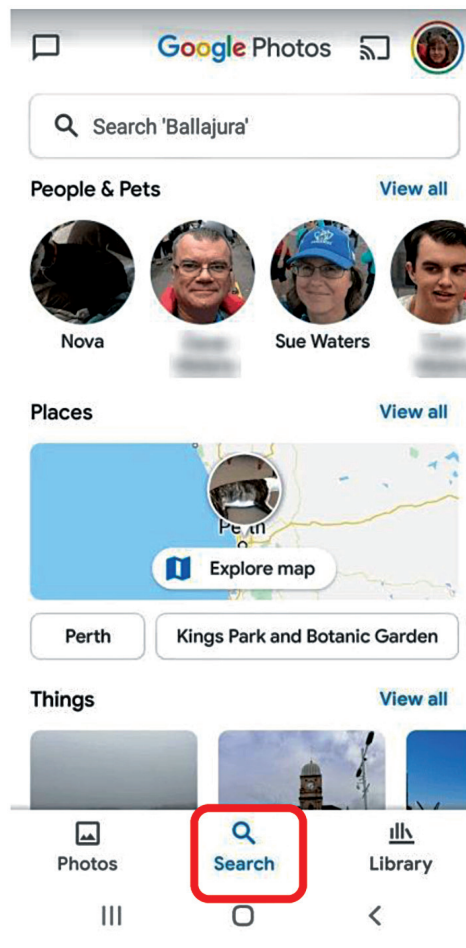 Google Photos
Search 'Ballajura'
People & Pets View all
Nova Sue Waters
Places View all
Perth
Explore map
Perth Kings Park and Botanic Garden
Things View all
Photos Search Library